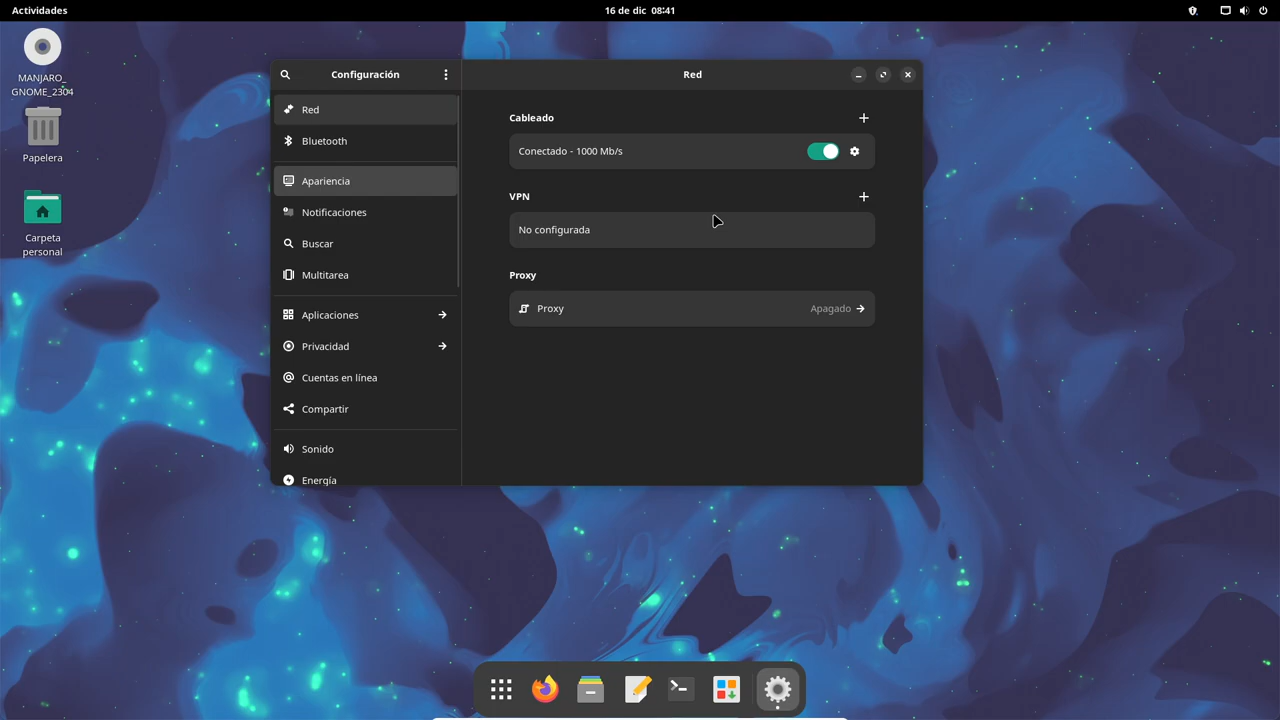 Actividades
16 de dic 08:41
MANJARO_
GNOME_2304
Papelera
Carpeta
personal
Configuración
Red
Bluetooth
Apariencia
Notificaciones
Buscar
Multitarea
Aplicaciones
Privacidad
Cuentas en línea
Compartir
Sonido
Energía
Red
Cableado
Conectado - 1000 Mb/s
VPN
No configurada
Proxy
Proxy
Apagado